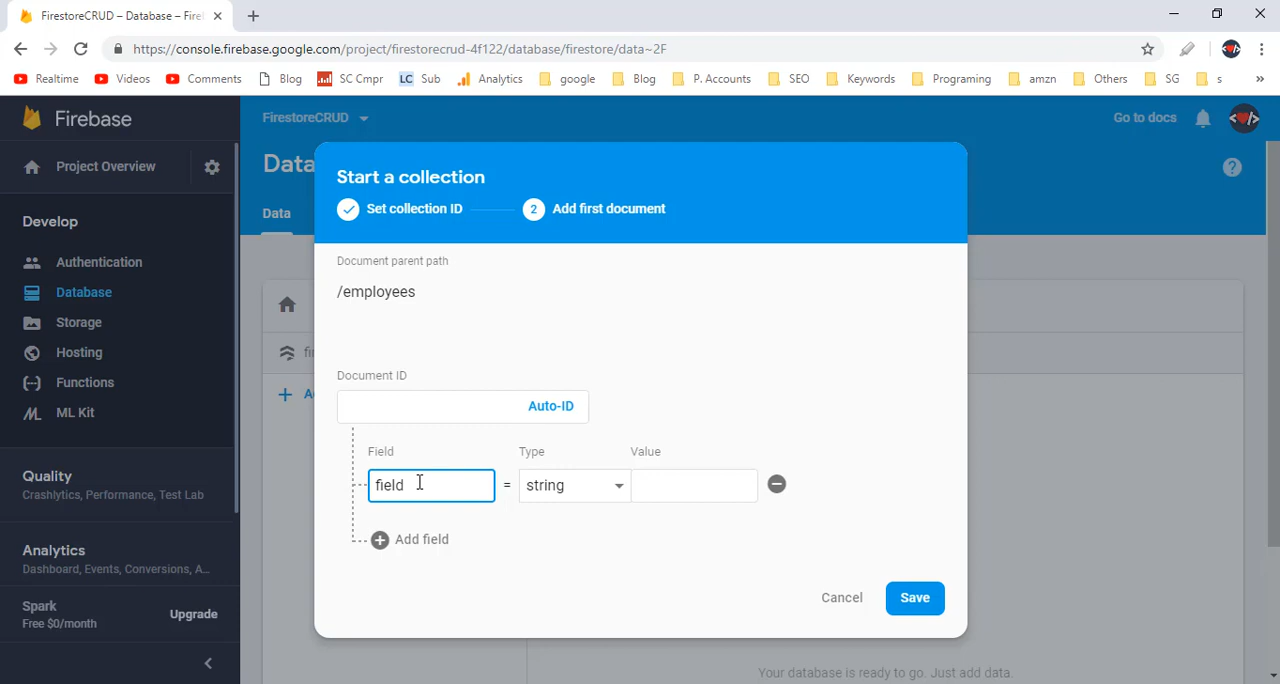 FirestoreCRUD – Database – Fire
https://console.firebase.google.com/project/firestorecrud-4f122/database/firestore/data~2F
Realtime Videos Comments Blog SC Cmpr LC Sub Analytics google Blog P. Accounts SEO Keywords Programing amzn Others SG s »
Firebase
FirestoreCRUD
Go to docs
</>
Project Overview
Data
Start a collection
Set collection ID
2 Add first document
Data
Develop
Authentication
Database
Storage
Hosting
Functions
ML Kit
Document parent path
/employees
Document ID
Auto-ID
Field Type Value
field = string
Add field
Cancel Save
Quality
Crashlytics, Performance, Test Lab
Analytics
Dashboard, Events, Conversions, A...
Spark
Free $0/month
Upgrade
Your database is ready to go. Just add data.